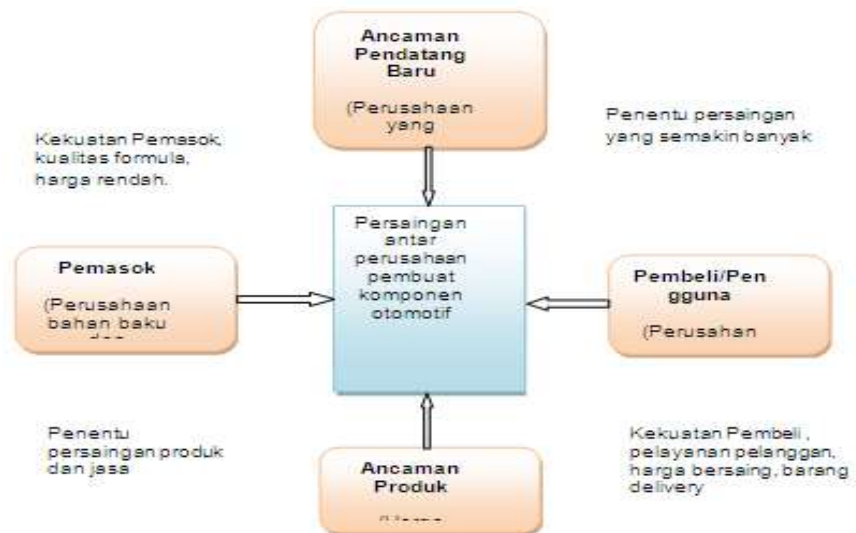 Ancaman
Pendatang
Baru
(Perusahaan
yang
Penentu persaingan
yang semakin banyak
Kekuatan Pemasok,
kualitas formula,
harga rendah.
Persaingan
antar
perusahaan
pembuat
komponen
otomotif
Pemasok
(Perusahaan
bahan baku
Pembeli/Pen
gguna
(Perusahan
Penentu
persaingan produk
dan jasa
Ancaman
Produk
Kekuatan Pembeli,
pelayanan pelanggan,
harga bersaing, barang
delivery